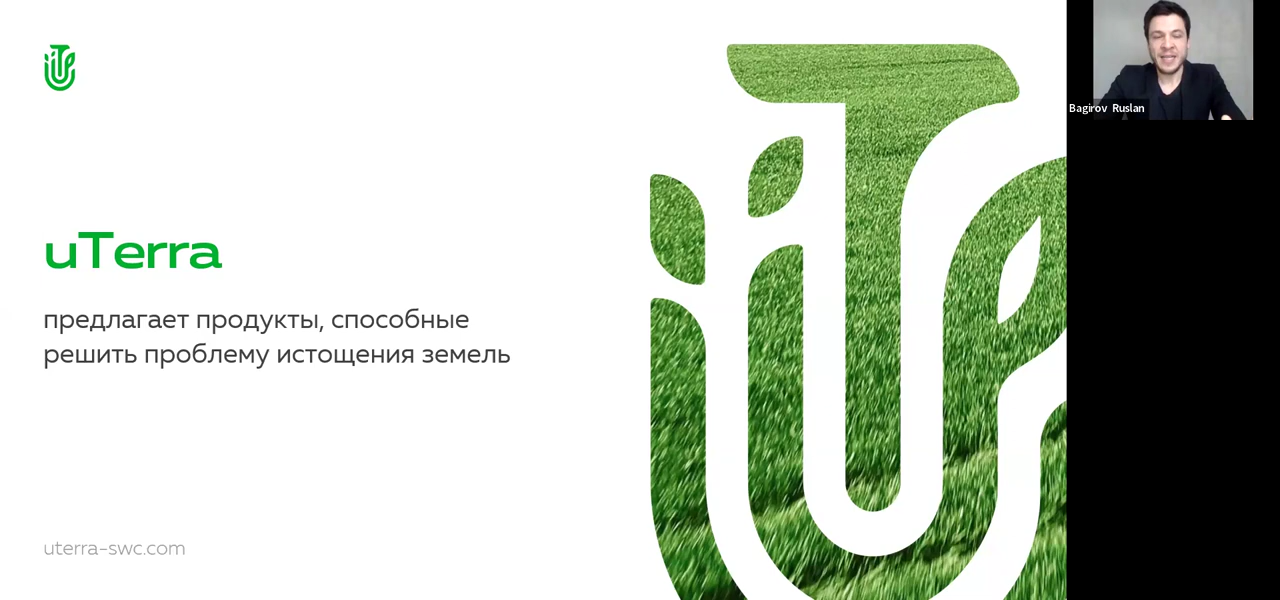 uTerra
предлагает продукты, способные
решить проблему истощения земель
uterra-swc.com
Bagirov Ruslan